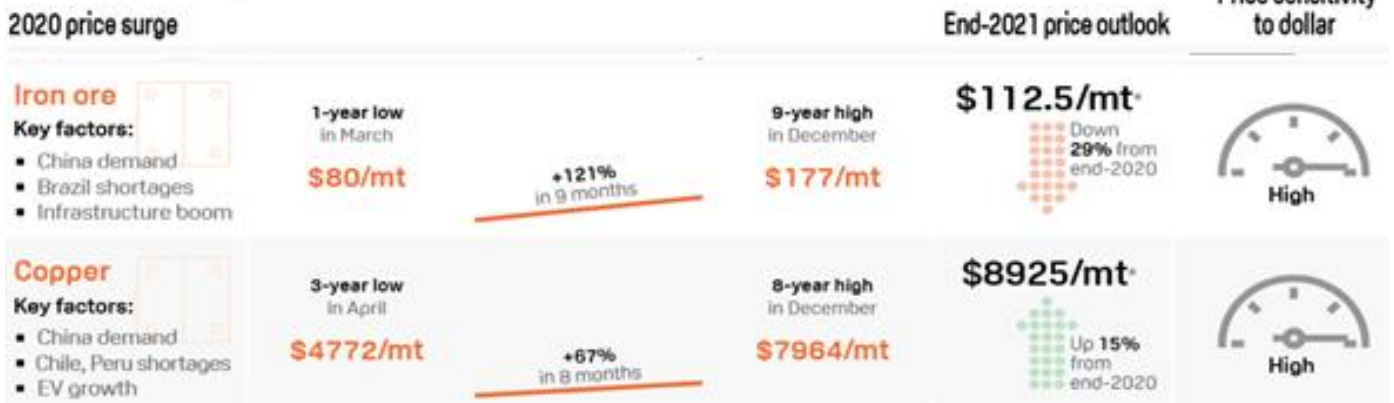 Price sensitivity
2020 price surge
End-2021 price outlook
to dollar
Iron ore
Key factors:
▪ China demand
▪ Brazil shortages
▪ Infrastructure boom
1-year low
in March
$80/mt
+121%
in 9 months
9-year high
in December
$177/mt
$112.5/mt*
Down
29% from
end-2020
High
Copper
Key factors:
▪ China demand
▪ Chile, Peru shortages
▪ EV growth
3-year low
in April
$4772/mt
+67%
in 8 months
8-year high
in December
$7964/mt
$8925/mt*
Up 15%
from
end-2020
High